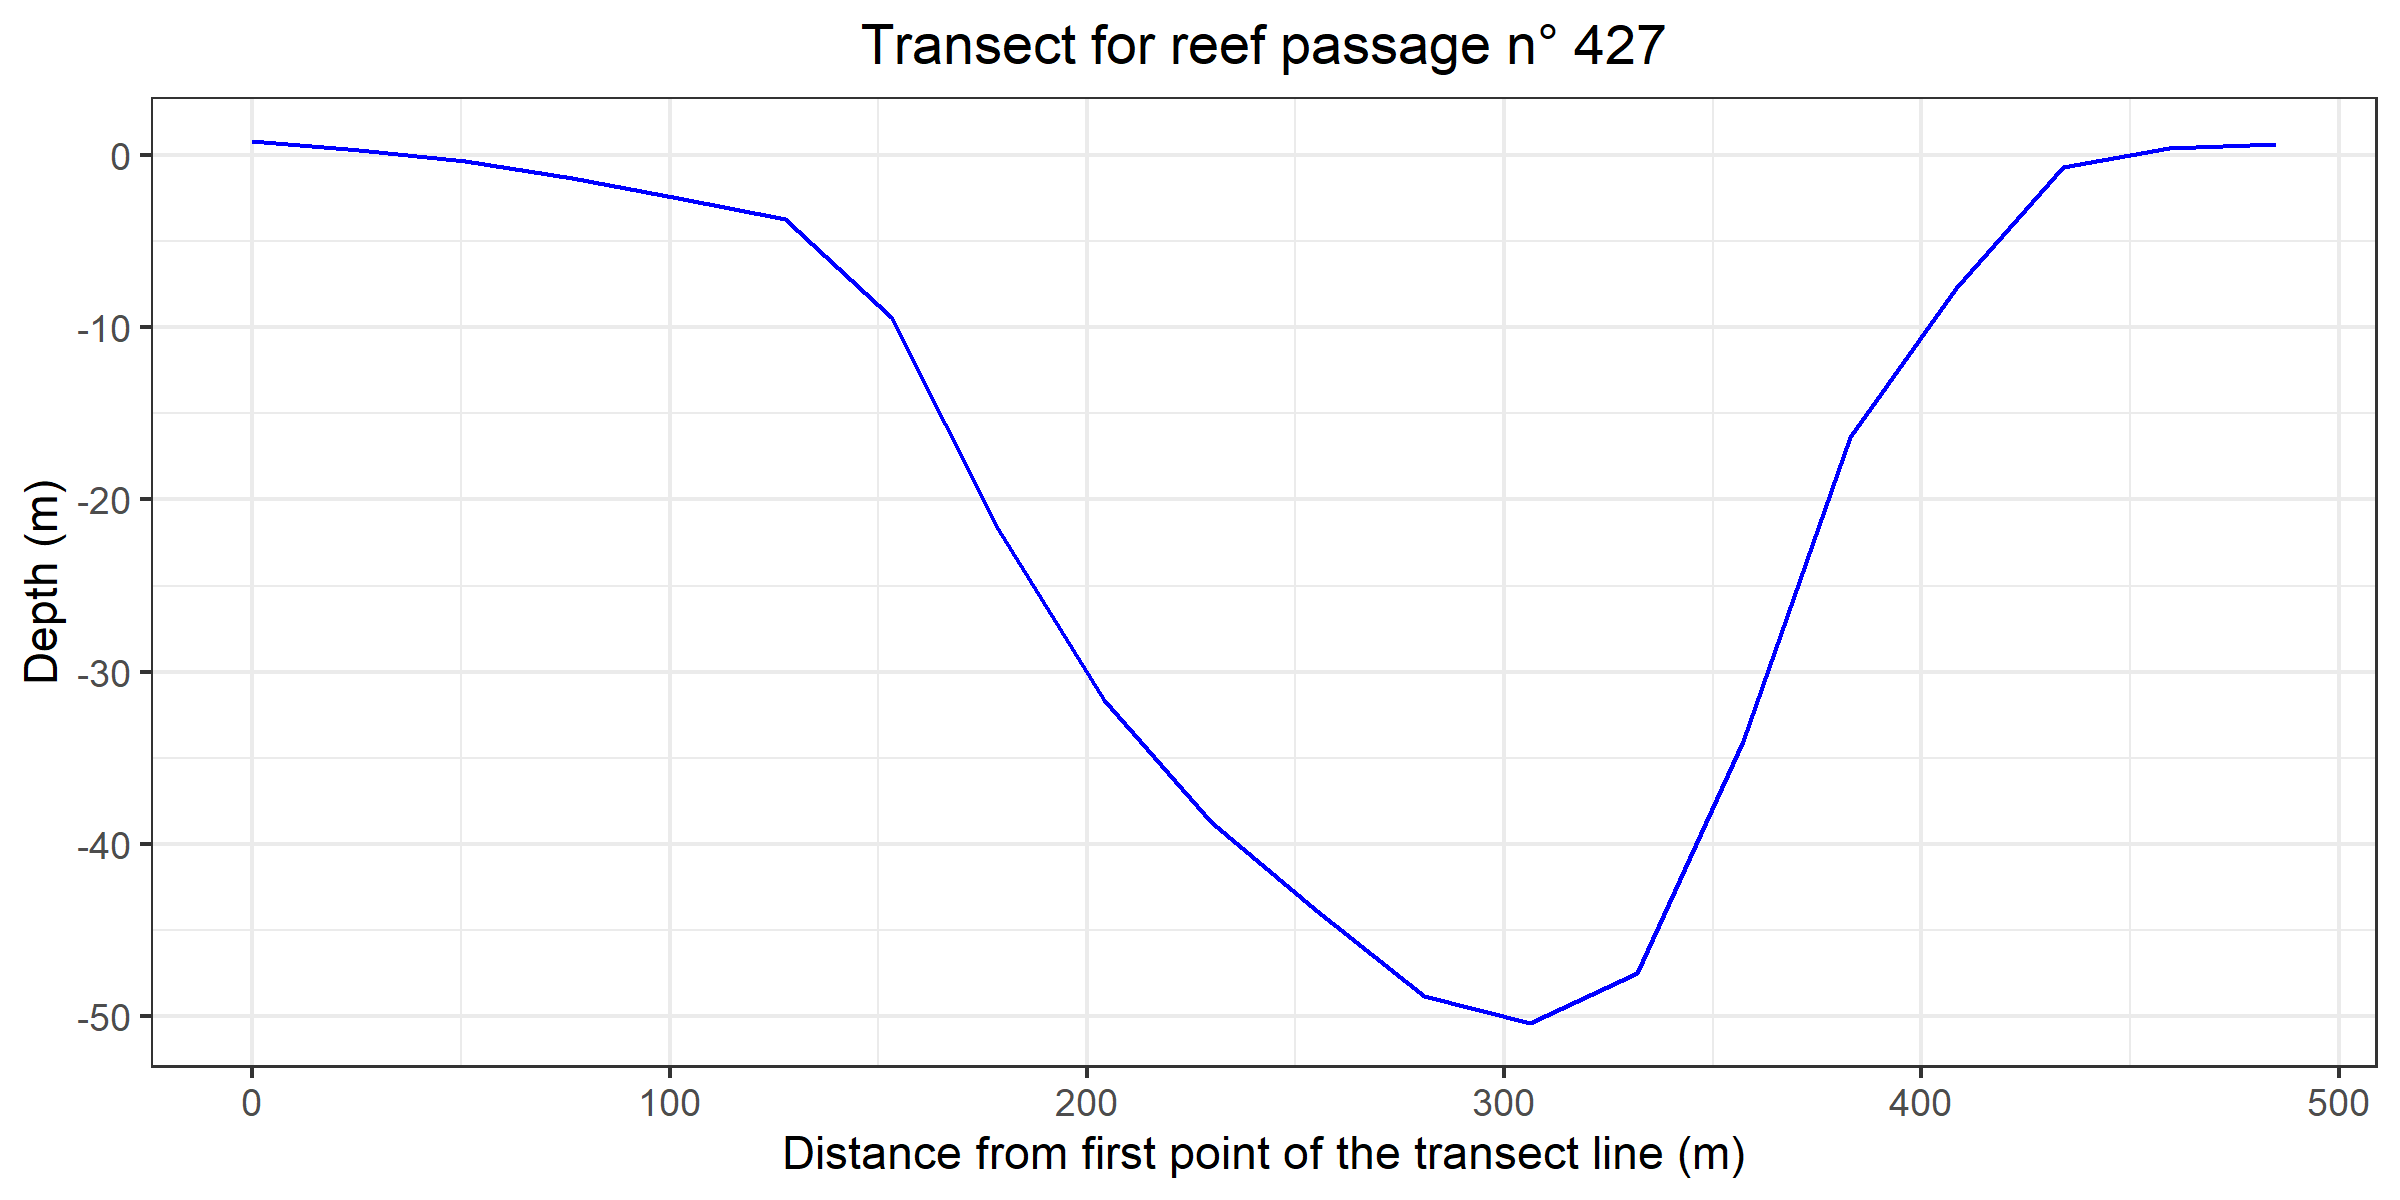 Transect for reef passage n° 427
0
-10
-20
-30
-40
-50
Depth (m)
0 100 200 300 400 500
Distance from first point of the transect line (m)